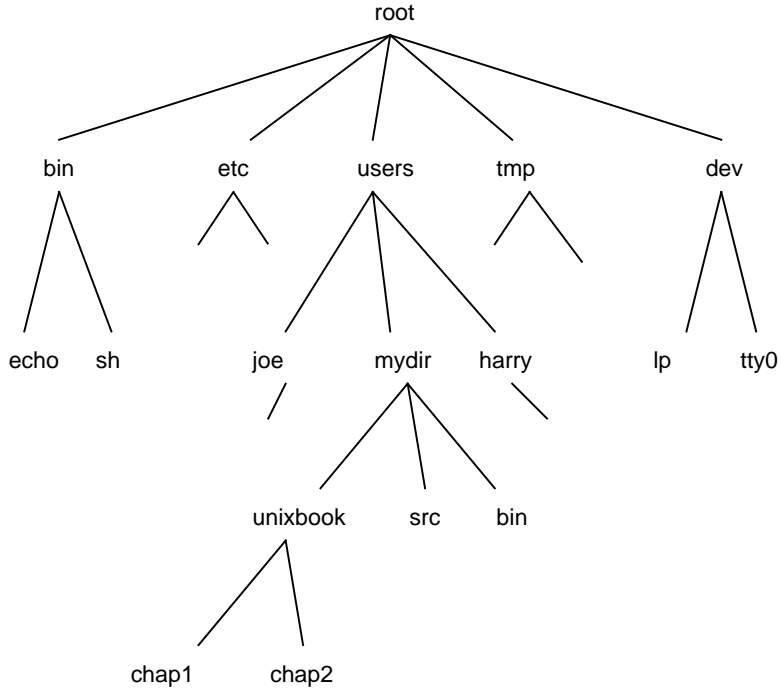 root
bin etc users tmp dev
echo sh joe mydir harry lp tty0
unixbook src bin
chap1 chap2